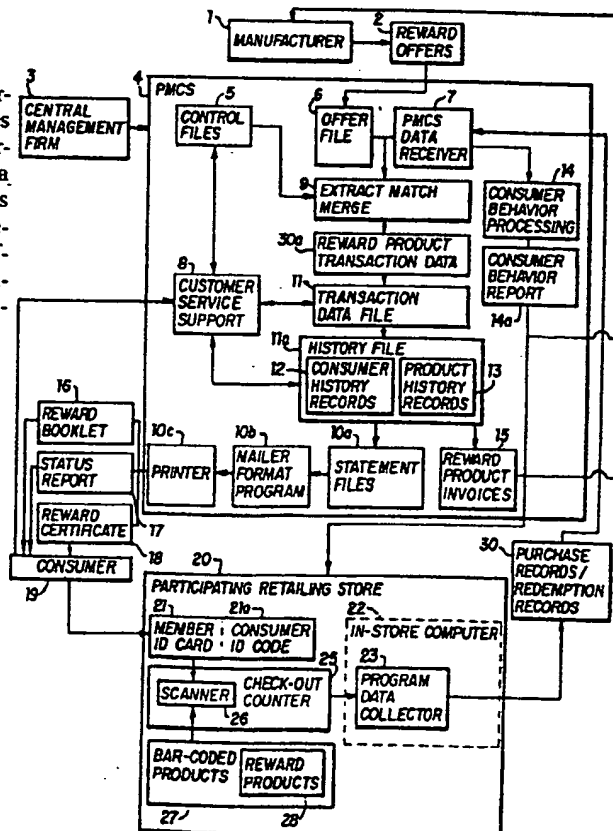 1
MANUFACTURER
2
REWARD
OFFERS
3
CENTRAL
MANAGEMENT
FIRM
4
PMCS
5
CONTROL
FILES
6
OFFER
FILE
7
PMCS
DATA
RECEIVER
9
EXTRACT MATCH
MERGE
14
CONSUMER
BEHAVIOR
PROCESSING
30a
REWARD PRODUCT
TRANSACTION DATA
CONSUMER
BEHAVIOR
REPORT
14a
8
CUSTOMER
SERVICE
SUPPORT
11
TRANSACTION
DATA FILE
11a
HISTORY FILE
12
CONSUMER
HISTORY
RECORDS
PRODUCT
HISTORY
RECORDS
13
16
REWARD
BOOKLET
STATUS
REPORT
17
REWARD
CERTIFICATE
18
CONSUMER
19
10c
PRINTER
10b
MAILER
FORMAT
PROGRAM
10a
STATEMENT
FILES
15
REWARD
PRODUCT
INVOICES
30
PURCHASE
RECORDS/
REDEMPTION
RECORDS
20
PARTICIPATING RETAILING STORE
21
MEMBER
ID CARD
21a
CONSUMER
ID CODE
22
IN-STORE COMPUTER
23
PROGRAM
DATA
COLLECTOR
25
SCANNER
26
CHECK-OUT
COUNTER
BAR-CODED
PRODUCTS
27
REWARD
PRODUCTS
28